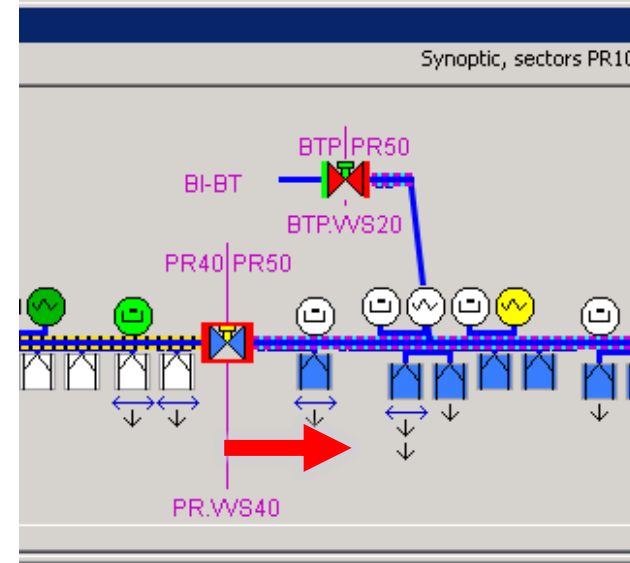 Synoptic, sectors PR10
BTP PR50
BI-BT
BTP.VVS20
PR40 PR50
PR.VVS40